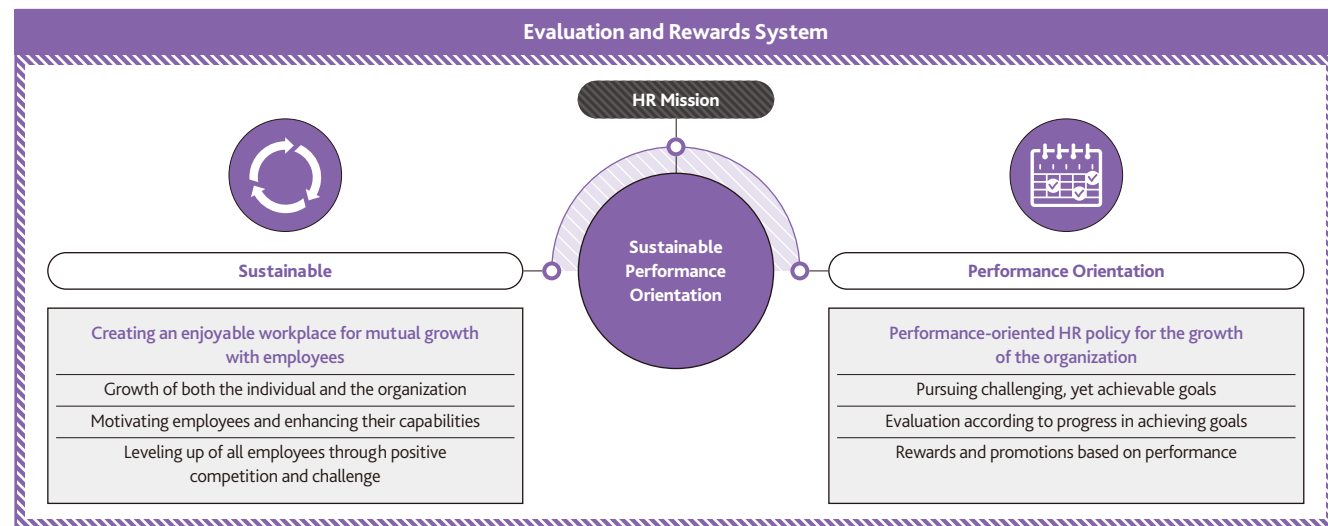 Evaluation and Rewards System
HR Mission
Sustainable
Performance
Orientation
Sustainable
Creating an enjoyable workplace for mutual growth
with employees
Growth of both the individual and the organization
Motivating employees and enhancing their capabilities
Leveling up of all employees through positive
competition and challenge
Performance Orientation
Performance-oriented HR policy for the growth
of the organization
Pursuing challenging, yet achievable goals
Evaluation according to progress in achieving goals
Rewards and promotions based on performance